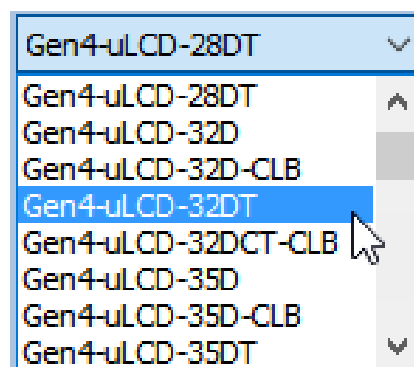 Gen4-uLCD-28DT
Gen4-uLCD-28DT
Gen4-uLCD-32D
Gen4-uLCD-32D-CLB
Gen4-uLCD-32DT
Gen4-uLCD-32DCT-CLB
Gen4-uLCD-35D
Gen4-uLCD-35D-CLB
Gen4-uLCD-35DT